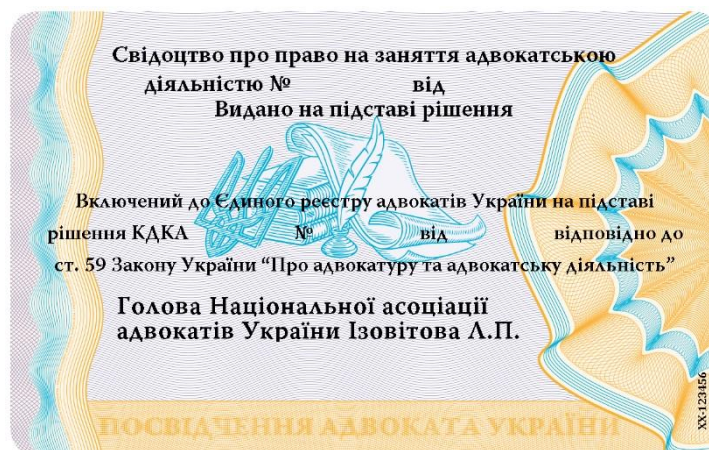 Свідоцтво про право на заняття адвокатською
діяльністю № від
Видано на підставі рішення
Включений до Єдиного реєстру адвокатів України на підставі
рішення КДКА № від відповідно до
ст. 59 Закону України “Про адвокатуру та адвокатську діяльність”
Голова Національної асоціації
адвокатів України Ізовітова Л.П.
ПОСВІДЧЕННЯ АДВОКАТА УКРАЇНИ
ХХ-123456